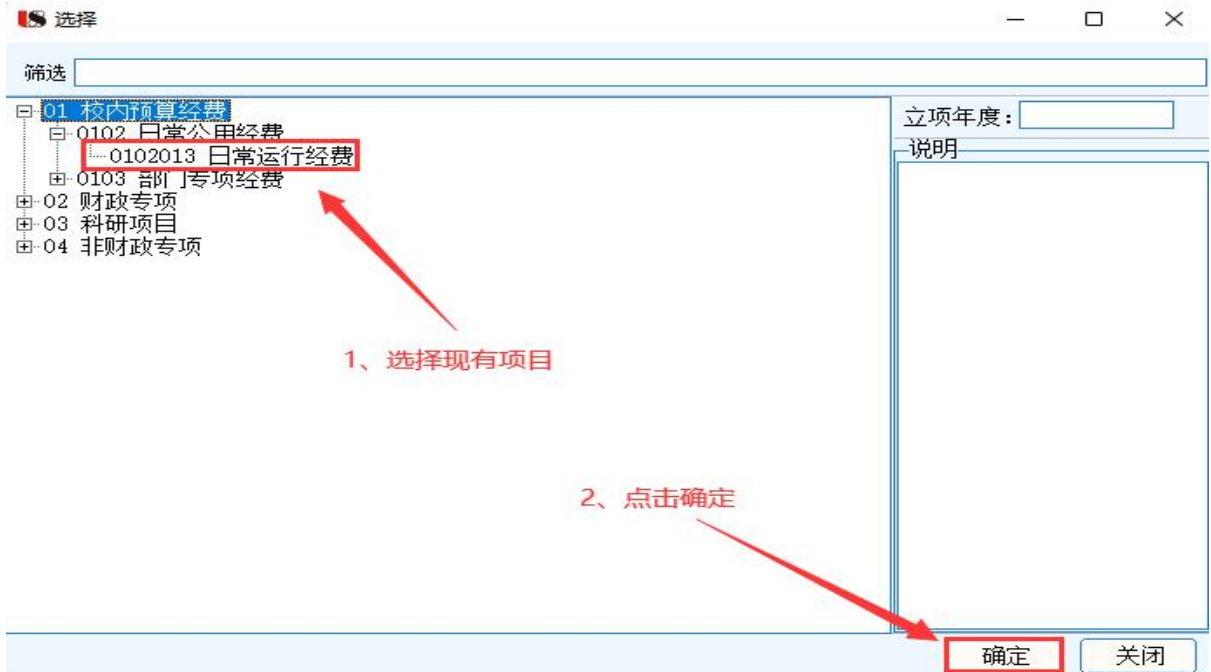 选择
筛选
01 校内预算经费
立项年度：
0102 日常公用经费
0102013 日常运行经费
说明
0103 部门专项经费
02 财政专项
03 科研项目
04 非财政专项
1、选择现有项目
2、点击确定
确定
关闭